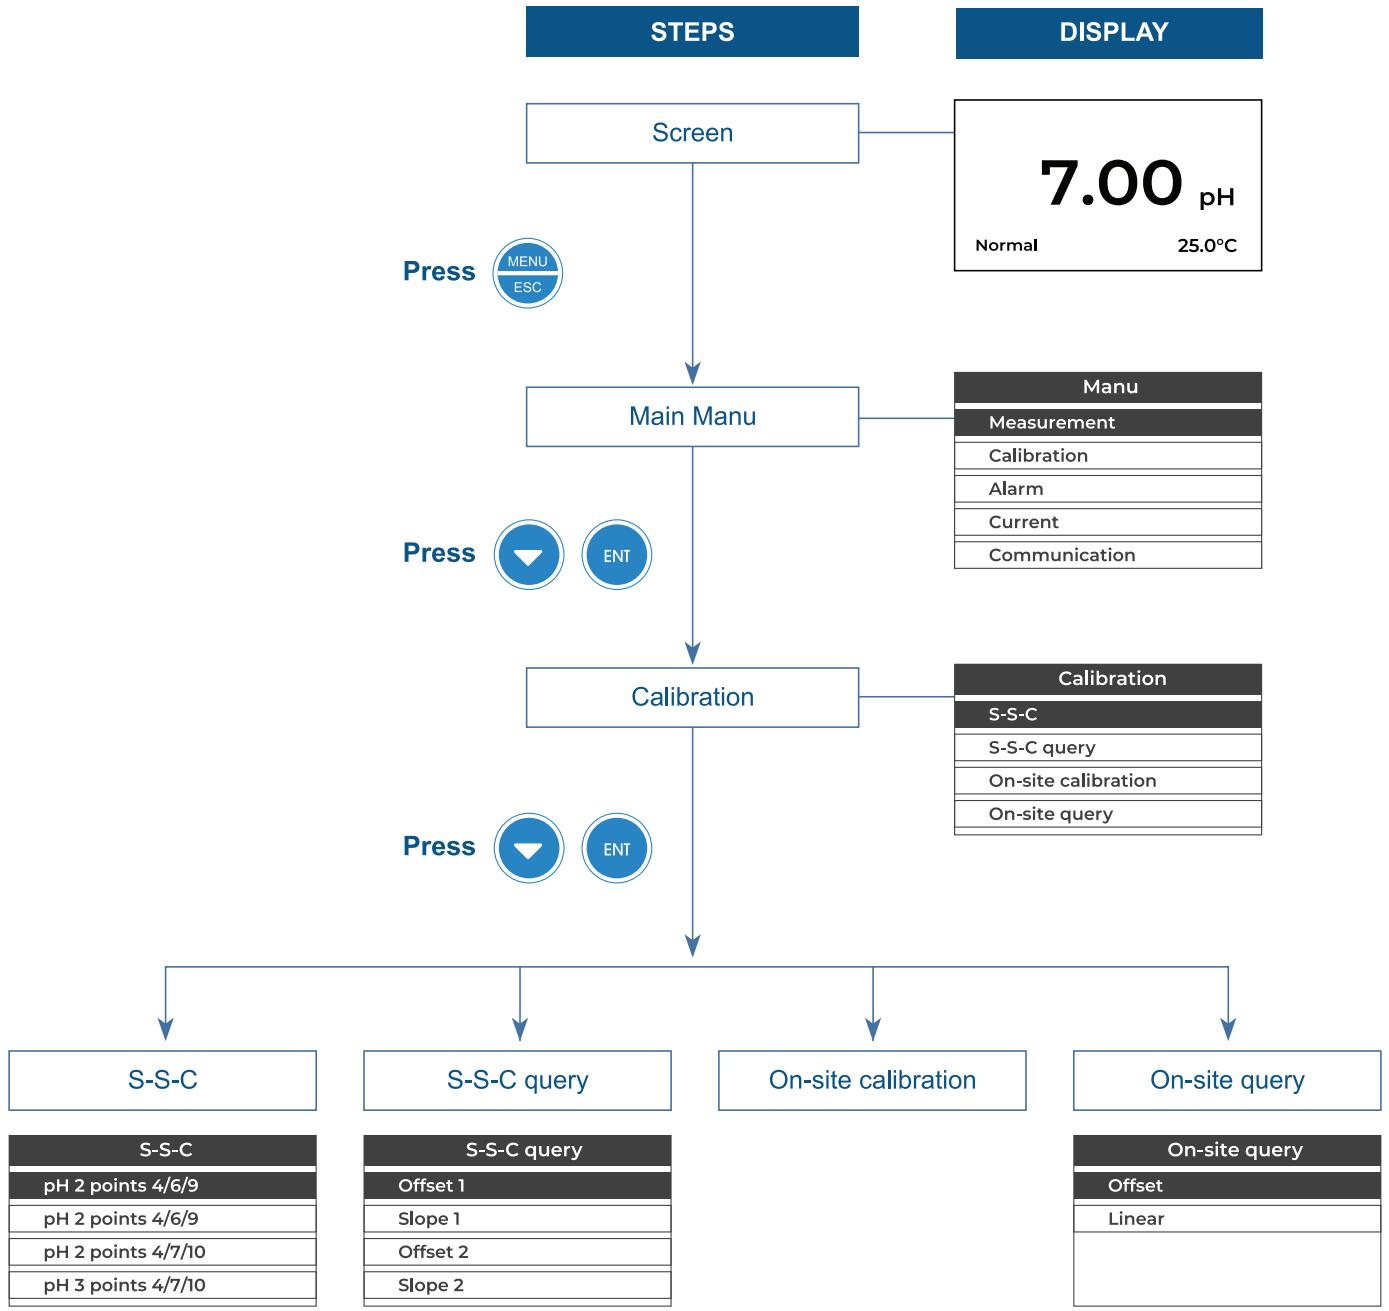 STEPS
DISPLAY
Screen
7.00 pH
Normal 25.0°C
Press
MENU
ESC
Main Manu
Manu
Measurement
Calibration
Alarm
Current
Communication
Press
ENT
Calibration
Calibration
S-S-C
S-S-C query
On-site calibration
On-site query
Press
ENT
S-S-C
S-S-C query
On-site calibration
On-site query
S-S-C
pH 2 points 4/6/9
pH 2 points 4/6/9
pH 2 points 4/7/10
pH 3 points 4/7/10
S-S-C query
Offset 1
Slope 1
Offset 2
Slope 2
On-site query
Offset
Linear